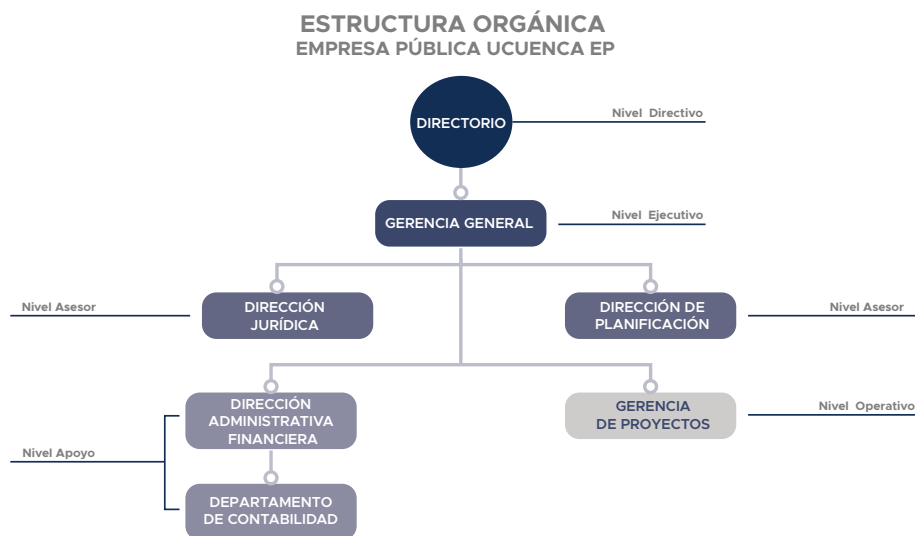 ESTRUCTURA ORGÁNICA
EMPRESA PÚBLICA UCUENCA EP
DIRECTORIO
Nivel Directivo
GERENCIA GENERAL
Nivel Ejecutivo
Nivel Asesor
DIRECCIÓN
JURÍDICA
DIRECCIÓN DE
PLANIFICACIÓN
Nivel Asesor
DIRECCIÓN
ADMINISTRATIVA
FINANCIERA
GERENCIA
DE PROYECTOS
Nivel Operativo
Nivel Apoyo
DEPARTAMENTO
DE CONTABILIDAD